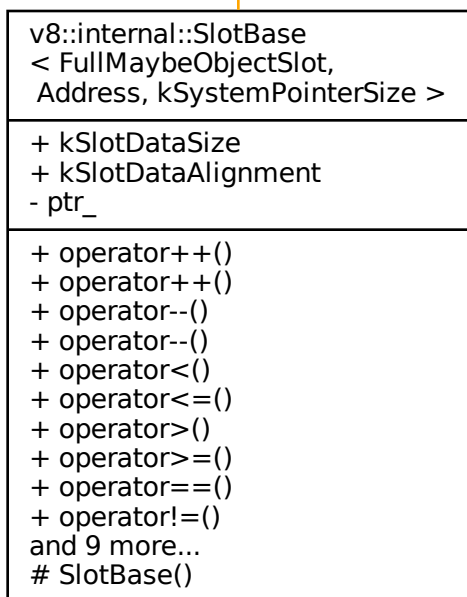 v8::internal::SlotBase
< FullMaybeObjectSlot,
Address, kSystemPointerSize >
+ kSlotDataSize
+ kSlotDataAlignment
- ptr_
+ operator++()
+ operator++()
+ operator--()
+ operator--()
+ operator<()
+ operator<=()
+ operator>()
+ operator>=()
+ operator==()
+ operator!=()
and 9 more...
# SlotBase()